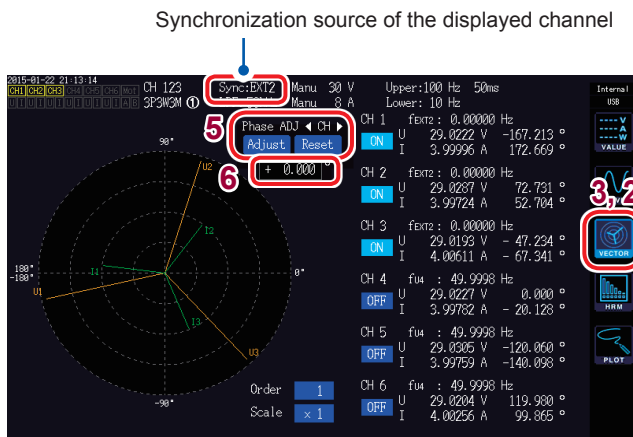 Synchronization source of the displayed channel
2015-01-22 21:13:14
CH1 CH2 CH3 CH4 CH5 CH6 Mot
U I U I U I U I U I U I A B
CH 123
3P3W3M ①
Sync:EXT2
Manu 30 V
Manu 8 A
Upper:100 Hz 50ms
Lower: 10 Hz
Internal
USB
5
Phase ADJ ◀ CH ▶
Adjust Reset
6
+ 0.000 °
CH 1 fEXT2 : 0.00000 Hz
ON U 29.0222 V -167.213 °
I 3.99996 A 172.669 °
CH 2 fEXT2 : 0.00000 Hz
ON U 29.0287 V 72.731 °
I 3.99724 A 52.704 °
CH 3 fEXT2 : 0.00000 Hz
ON U 29.0193 V - 47.234 °
I 4.00611 A - 67.341 °
CH 4 fU4 : 49.9998 Hz
OFF U 29.0227 V 0.000 °
I 3.99782 A - 20.128 °
CH 5 fU4 : 49.9998 Hz
OFF U 29.0305 V -120.060 °
I 3.99759 A -140.098 °
CH 6 fU4 : 49.9998 Hz
OFF U 29.0204 V 119.980 °
I 4.00256 A 99.865 °
90°
U2
I2
180°
-180°
I1
0°
U1
I3
U3
-90°
Order 1
Scale × 1
V
A
W
VALUE
3, 2
VECTOR
HRM
PLOT